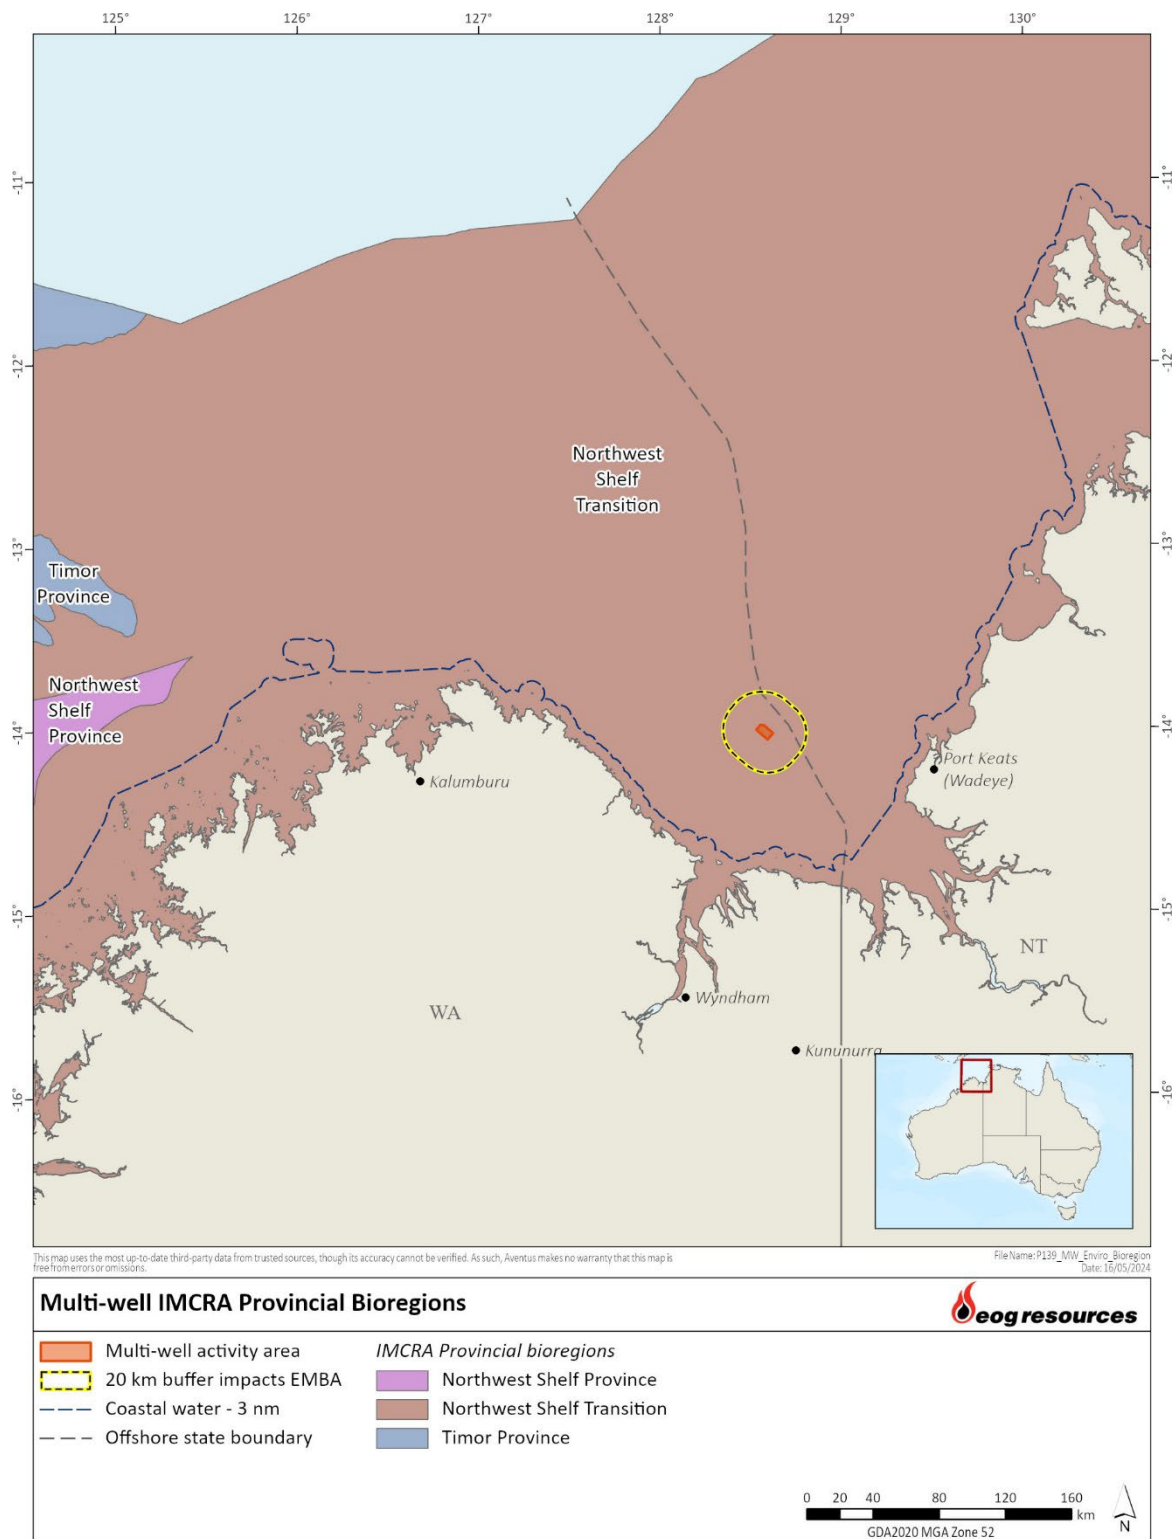 125°
127°
128°
129°
130°
-11°
-11°
-12°
-12°
Northwest
Shelf
Transition
-13°
-13°
Timor
Province
Northwest
Shelf
Province
-14°
-14°
Kalumburu
Port Keats
(Wadeye)
-15°
-15°
NT
WA
Wyndham
Kununurra
-16°
-16°
This map uses the most up-to-date third-party data from trusted sources, though its accuracy cannot be verified. As such, Aventus makes no warranty that this map is
free from errors or omissions.
File Name: P139_MW_Enviro_Bioregion
Date: 16/05/2024
Multi-well IMCRA Provincial Bioregions
eog resources
Multi-well activity area
20 km buffer impacts EMBA
Coastal water - 3 nm
Offshore state boundary
IMCRA Provincial bioregions
Northwest Shelf Province
Northwest Shelf Transition
Timor Province
0 20 40 80 120 160
km
GDA2020 MGA Zone 52
N